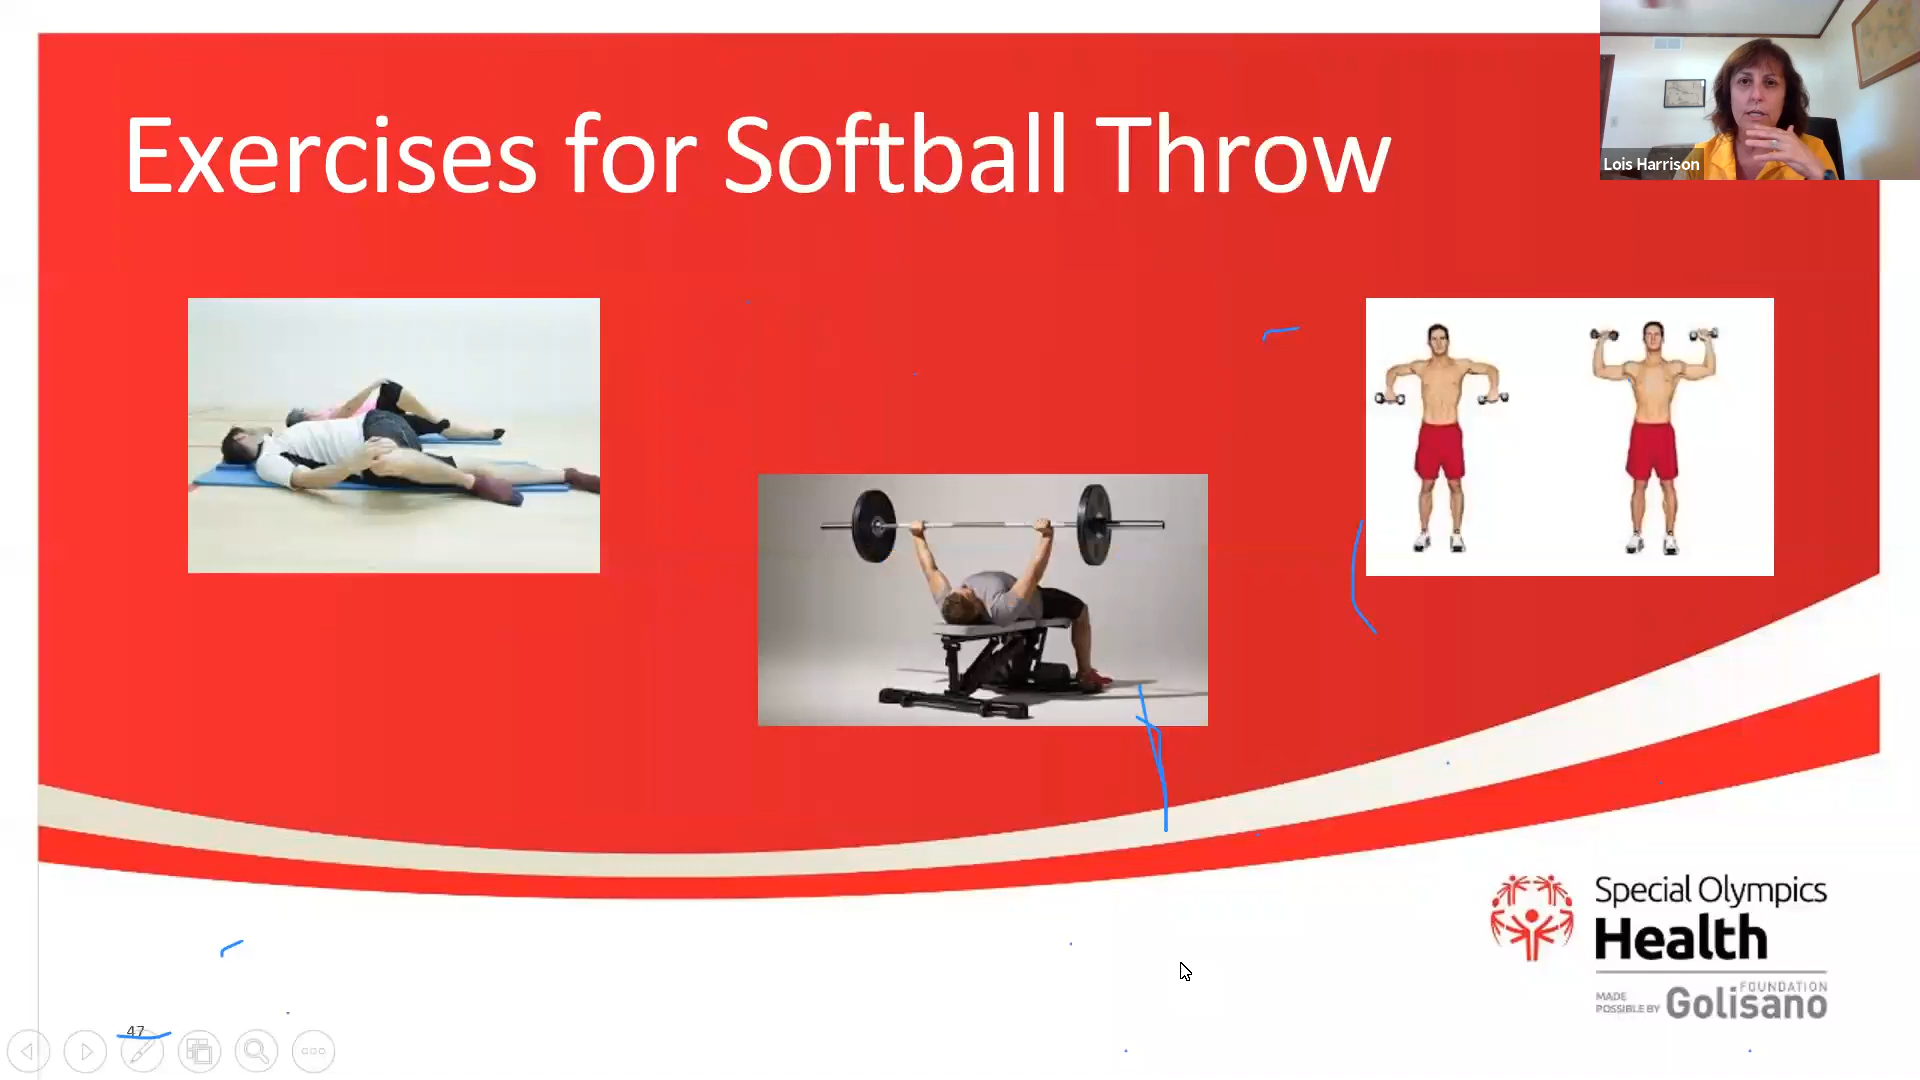 Exercises for Softball Throw
Lois Harrison
Special Olympics
Health
MADE
POSSIBLE BY
FOUNDATION
Golisano
47